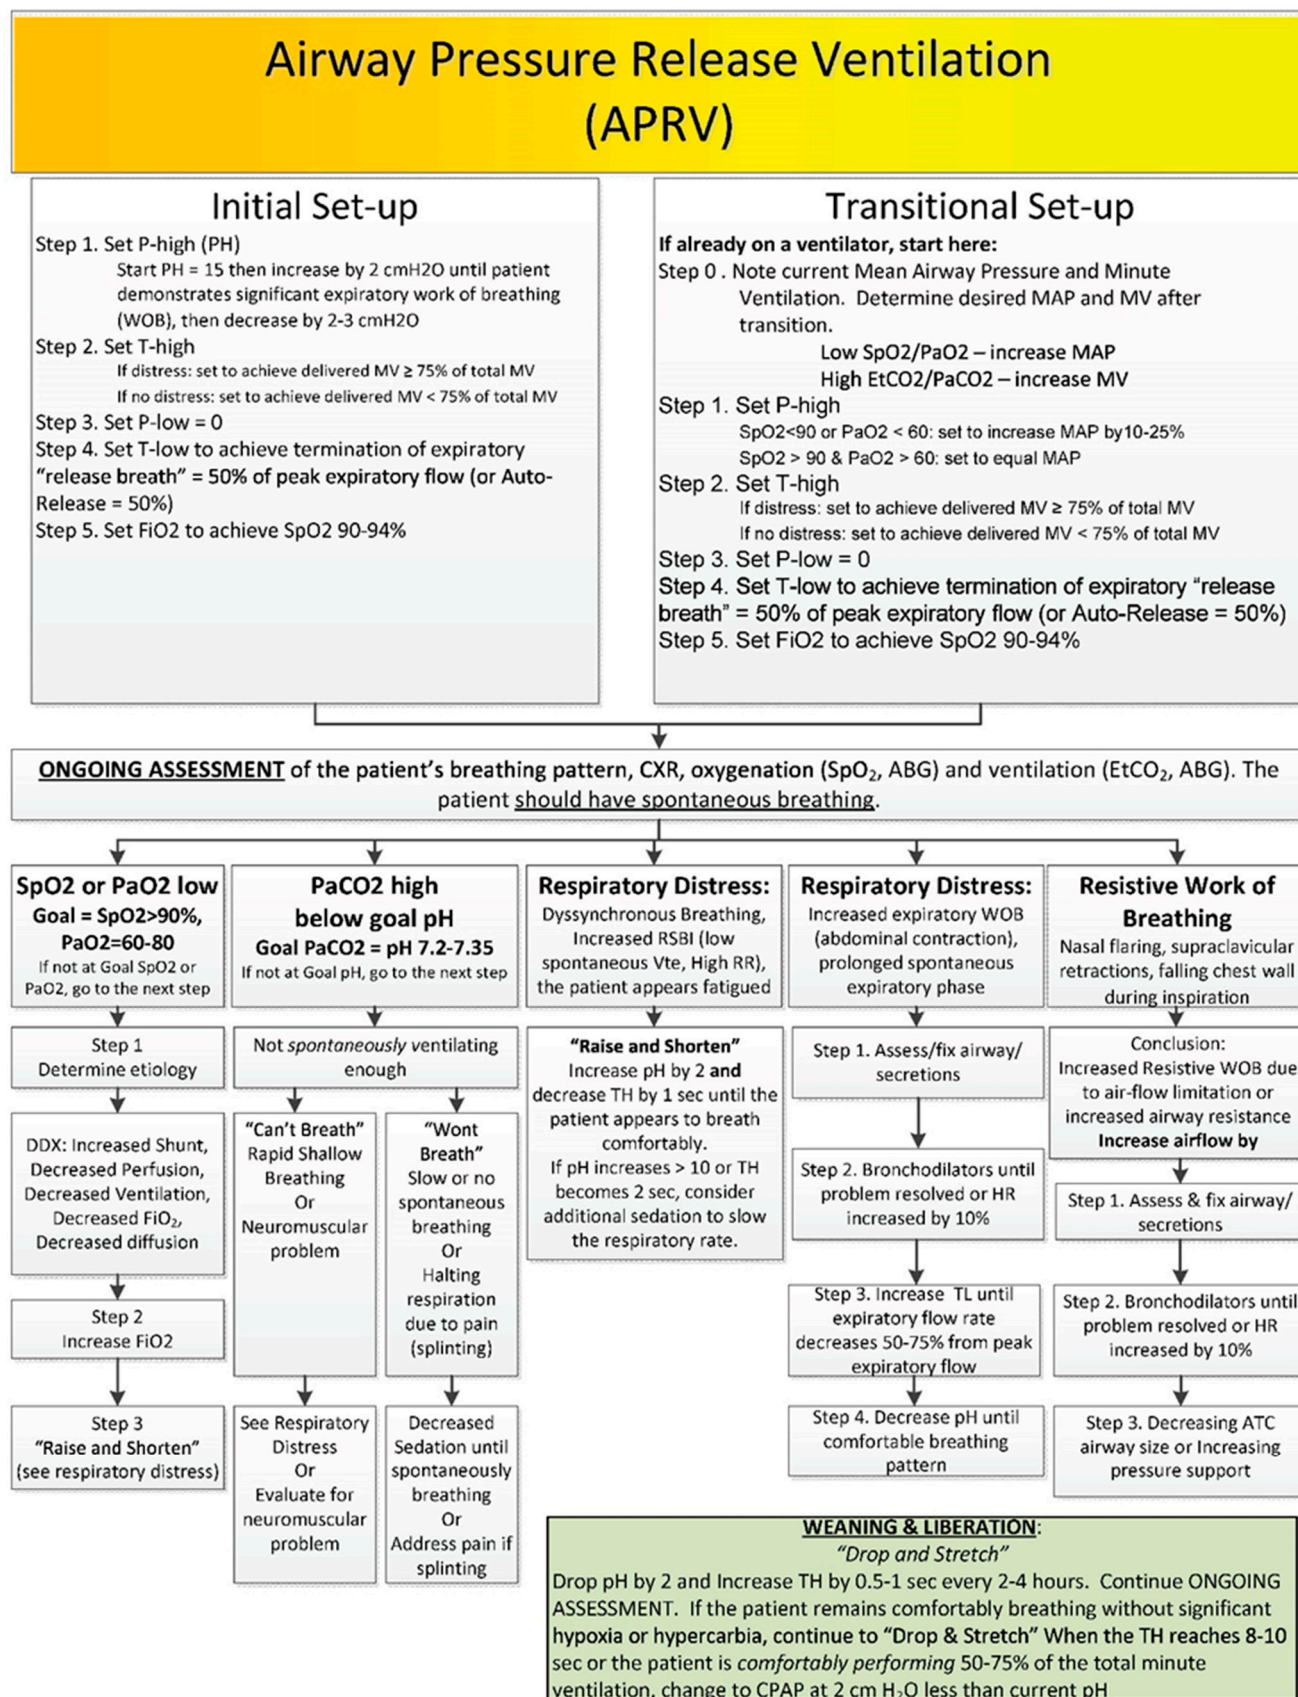 Airway Pressure Release Ventilation
(APRV)
Initial Set-up
Step 1. Set P-high (PH)
Start PH = 15 then increase by 2 cmH2O until patient
demonstrates significant expiratory work of breathing
(WOB), then decrease by 2-3 cmH2O
Step 2. Set T-high
If distress: set to achieve delivered MV ≥ 75% of total MV
If no distress: set to achieve delivered MV < 75% of total MV
Step 3. Set P-low = 0
Step 4. Set T-low to achieve termination of expiratory
“release breath” = 50% of peak expiratory flow (or Auto-
Release = 50%)
Step 5. Set FiO2 to achieve SpO2 90-94%
Transitional Set-up
If already on a ventilator, start here:
Step 0 . Note current Mean Airway Pressure and Minute
Ventilation. Determine desired MAP and MV after
transition.
Low SpO2/PaO2 – increase MAP
High EtCO2/PaCO2 – increase MV
Step 1. Set P-high
SpO2<90 or PaO2 < 60: set to increase MAP by10-25%
SpO2 > 90 & PaO2 > 60: set to equal MAP
Step 2. Set T-high
If distress: set to achieve delivered MV ≥ 75% of total MV
If no distress: set to achieve delivered MV < 75% of total MV
Step 3. Set P-low = 0
Step 4. Set T-low to achieve termination of expiratory “release
breath” = 50% of peak expiratory flow (or Auto-Release = 50%)
Step 5. Set FiO2 to achieve SpO2 90-94%
ONGOING ASSESSMENT of the patient’s breathing pattern, CXR, oxygenation (SpO₂, ABG) and ventilation (EtCO₂, ABG). The
patient should have spontaneous breathing.
SpO2 or PaO2 low
Goal = SpO2>90%,
PaO2=60-80
If not at Goal SpO2 or
PaO2, go to the next step
Step 1
Determine etiology
DDX: Increased Shunt,
Decreased Perfusion,
Decreased Ventilation,
Decreased FiO₂,
Decreased diffusion
Step 2
Increase FiO2
Step 3
“Raise and Shorten”
(see respiratory distress)
PaCO2 high
below goal pH
Goal PaCO2 = pH 7.2-7.35
If not at Goal pH, go to the next step
Not spontaneously ventilating
enough
“Can’t Breath”
Rapid Shallow
Breathing
Or
Neuromuscular
problem
See Respiratory
Distress
Or
Evaluate for
neuromuscular
problem
“Wont
Breath”
Slow or no
spontaneous
breathing
Or
Halting
respiration
due to pain
(splinting)
Decreased
Sedation until
spontaneously
breathing
Or
Address pain if
splinting
Respiratory Distress:
Dyssynchronous Breathing,
Increased RSBI (low
spontaneous Vte, High RR),
the patient appears fatigued
“Raise and Shorten”
Increase pH by 2 and
decrease TH by 1 sec until the
patient appears to breath
comfortably.
If pH increases > 10 or TH
becomes 2 sec, consider
additional sedation to slow
the respiratory rate.
Respiratory Distress:
Increased expiratory WOB
(abdominal contraction),
prolonged spontaneous
expiratory phase
Step 1. Assess/fix airway/
secretions
Step 2. Bronchodilators until
problem resolved or HR
increased by 10%
Step 3. Increase TL until
expiratory flow rate
decreases 50-75% from peak
expiratory flow
Step 4. Decrease pH until
comfortable breathing
pattern
Resistive Work of
Breathing
Nasal flaring, supraclavicular
retractions, falling chest wall
during inspiration
Conclusion:
Increased Resistive WOB due
to air-flow limitation or
increased airway resistance
Increase airflow by
Step 1. Assess & fix airway/
secretions
Step 2. Bronchodilators until
problem resolved or HR
increased by 10%
Step 3. Decreasing ATC
airway size or Increasing
pressure support
WEANING & LIBERATION:
“Drop and Stretch”
Drop pH by 2 and Increase TH by 0.5-1 sec every 2-4 hours. Continue ONGOING
ASSESSMENT. If the patient remains comfortably breathing without significant
hypoxia or hypercarbia, continue to “Drop & Stretch” When the TH reaches 8-10
sec or the patient is comfortably performing 50-75% of the total minute
ventilation, change to CPAP at 2 cm H₂O less than current pH